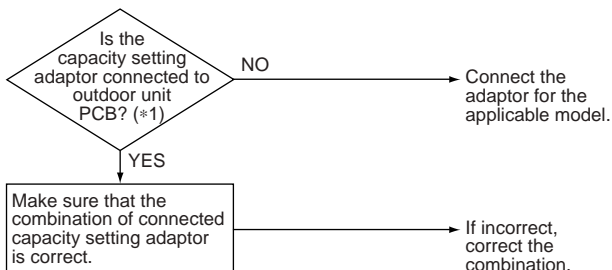 Is the
capacity setting
adaptor connected to
outdoor unit
PCB? (*1)
NO
Connect the
adaptor for the
applicable model.
YES
Make sure that the
combination of connected
capacity setting adaptor
is correct.
If incorrect,
correct the
combination.